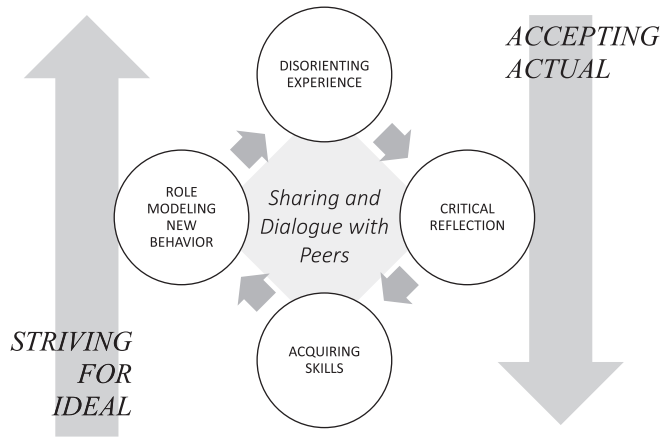 DISORIENTING
EXPERIENCE
ACCEPTING
ACTUAL
ROLE
MODELING
NEW
BEHAVIOR
Sharing and
Dialogue with
Peers
CRITICAL
REFLECTION
ACQUIRING
SKILLS
STRIVING
FOR
IDEAL